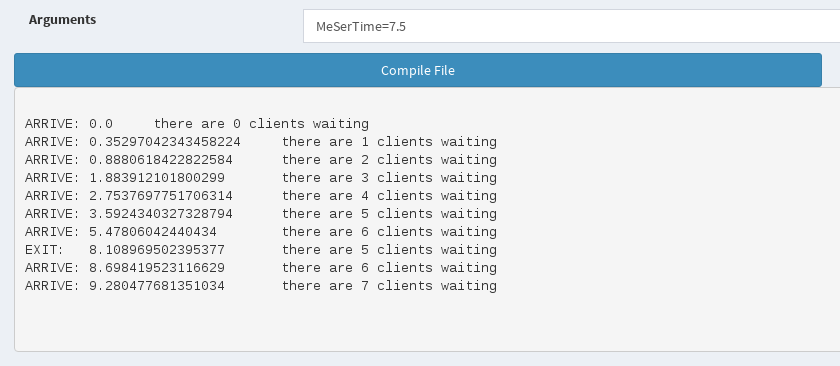 Arguments
MeSerTime=7.5
Compile File
ARRIVE: 0.0 there are 0 clients waiting
ARRIVE: 0.35297042343458224 there are 1 clients waiting
ARRIVE: 0.8880618422822584 there are 2 clients waiting
ARRIVE: 1.883912101800299 there are 3 clients waiting
ARRIVE: 2.7537697751706314 there are 4 clients waiting
ARRIVE: 3.5924340327328794 there are 5 clients waiting
ARRIVE: 5.47806042440434 there are 6 clients waiting
EXIT: 8.108969502395377 there are 5 clients waiting
ARRIVE: 8.698419523116629 there are 6 clients waiting
ARRIVE: 9.280477681351034 there are 7 clients waiting